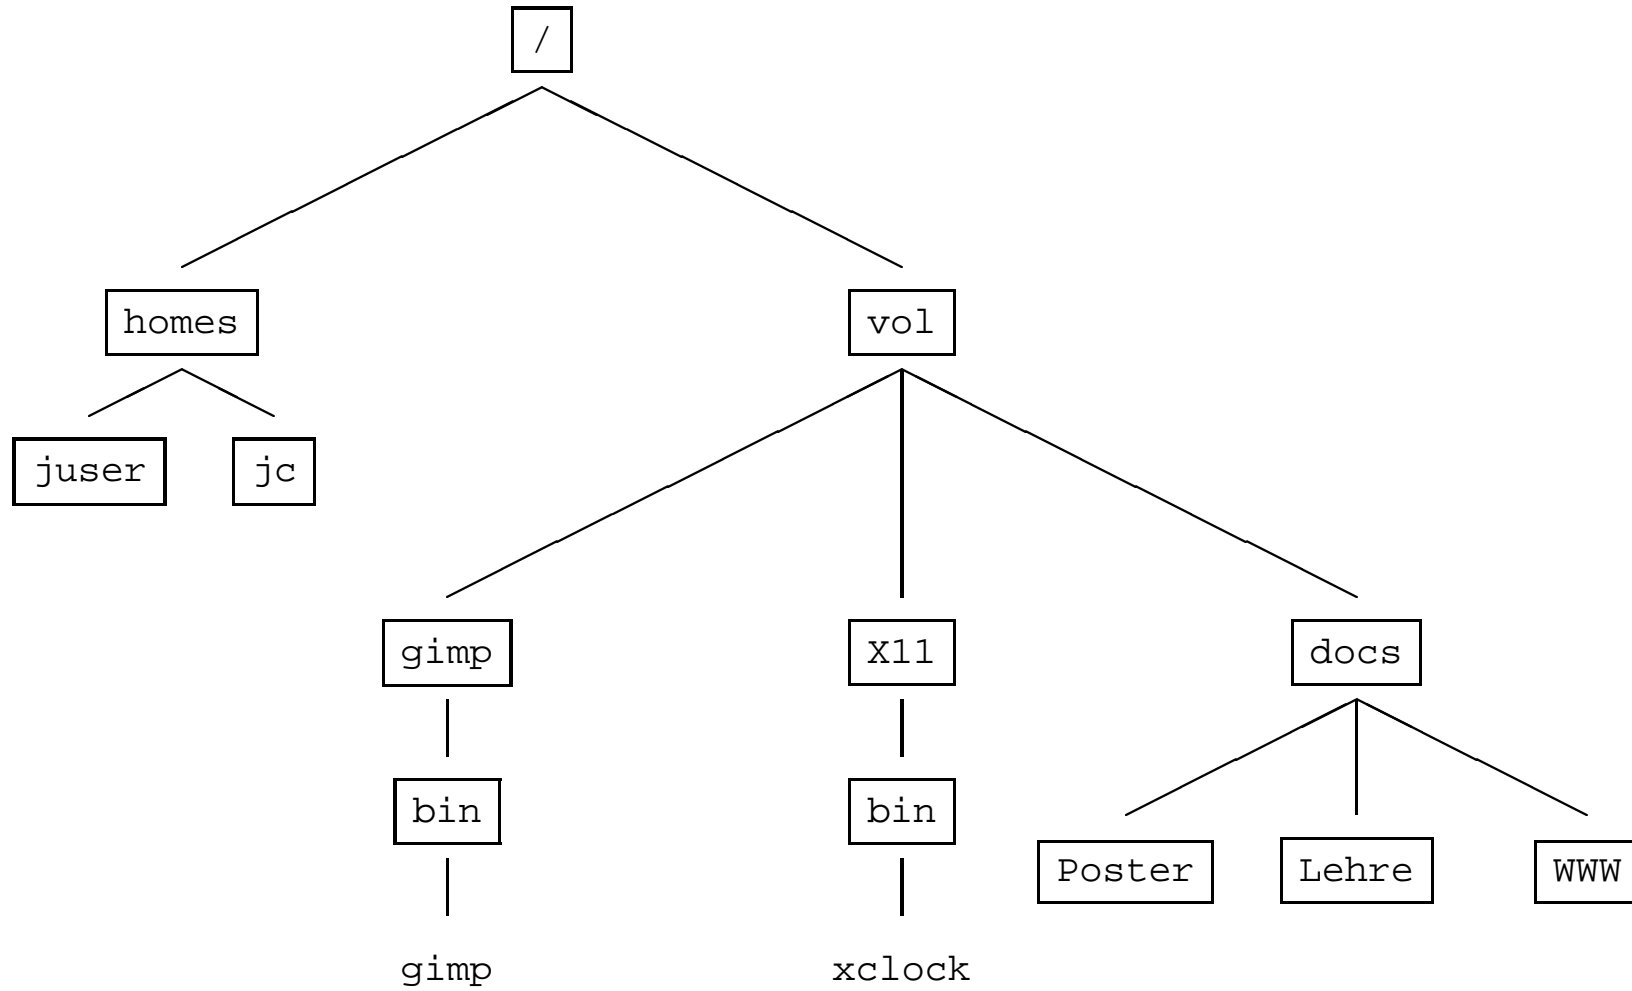 /
homes vol
juser jc
gimp X11 docs
bin bin
Poster Lehre WWW
gimp xclock